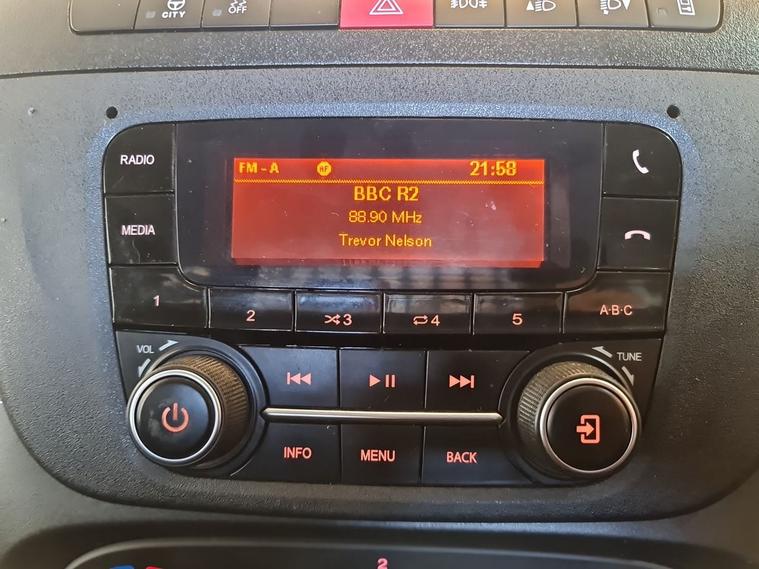 CITY OFF
RADIO
FM - A AF 21:58
BBC R2
88.90 MHz
Trevor Nelson
MEDIA
1 2 3 4 5 A·B·C
VOL TUNE
INFO MENU BACK
2